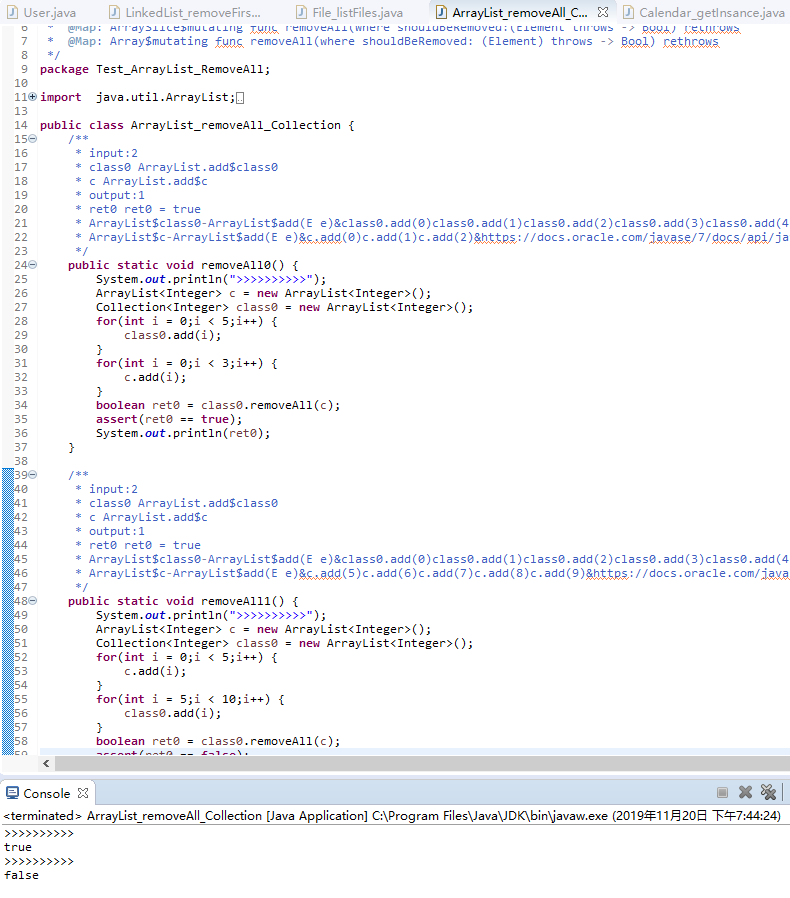 User.java LinkedList_removeFirs... File_listFiles.java ArrayList_removeAll_C... Calendar_getInsance.java
6 * @Map: ArraySlice$mutating func removeAll(where shouldBeRemoved:(Element throws -> Bool) rethrows
7 * @Map: Array$mutating func removeAll(where shouldBeRemoved: (Element) throws -> Bool) rethrows
8 */
9 package Test_ArrayList_RemoveAll;
10
11 import  java.util.ArrayList;
13
14 public class ArrayList_removeAll_Collection {
15     /**
16      * input:2
17      * class0 ArrayList.add$class0
18      * c ArrayList.add$c
19      * output:1
20      * ret0 ret0 = true
21      * ArrayList$class0-ArrayList$add(E e)&class0.add(0)class0.add(1)class0.add(2)class0.add(3)class0.add(4
22      * ArrayList$c-ArrayList$add(E e)&c.add(0)c.add(1)c.add(2)&https://docs.oracle.com/javase/7/docs/api/ja
23      */
24     public static void removeAll0() {
25         System.out.println(">>>>>>>>>>");
26         ArrayList<Integer> c = new ArrayList<Integer>();
27         Collection<Integer> class0 = new ArrayList<Integer>();
28         for(int i = 0;i < 5;i++) {
29             class0.add(i);
30         }
31         for(int i = 0;i < 3;i++) {
32             c.add(i);
33         }
34         boolean ret0 = class0.removeAll(c);
35         assert(ret0 == true);
36         System.out.println(ret0);
37     }
38
39     /**
40      * input:2
41      * class0 ArrayList.add$class0
42      * c ArrayList.add$c
43      * output:1
44      * ret0 ret0 = true
45      * ArrayList$class0-ArrayList$add(E e)&class0.add(0)class0.add(1)class0.add(2)class0.add(3)class0.add(4
46      * ArrayList$c-ArrayList$add(E e)&c.add(5)c.add(6)c.add(7)c.add(8)c.add(9)&https://docs.oracle.com/java
47      */
48     public static void removeAll1() {
49         System.out.println(">>>>>>>>>>");
50         ArrayList<Integer> c = new ArrayList<Integer>();
51         Collection<Integer> class0 = new ArrayList<Integer>();
52         for(int i = 0;i < 5;i++) {
53             c.add(i);
54         }
55         for(int i = 5;i < 10;i++) {
56             class0.add(i);
57         }
58         boolean ret0 = class0.removeAll(c);
59         assert(ret0 == false);
Console
<terminated> ArrayList_removeAll_Collection [Java Application] C:\Program Files\Java\JDK\bin\javaw.exe (2019年11月20日 下午7:44:24)
>>>>>>>>>>
true
>>>>>>>>>>
false